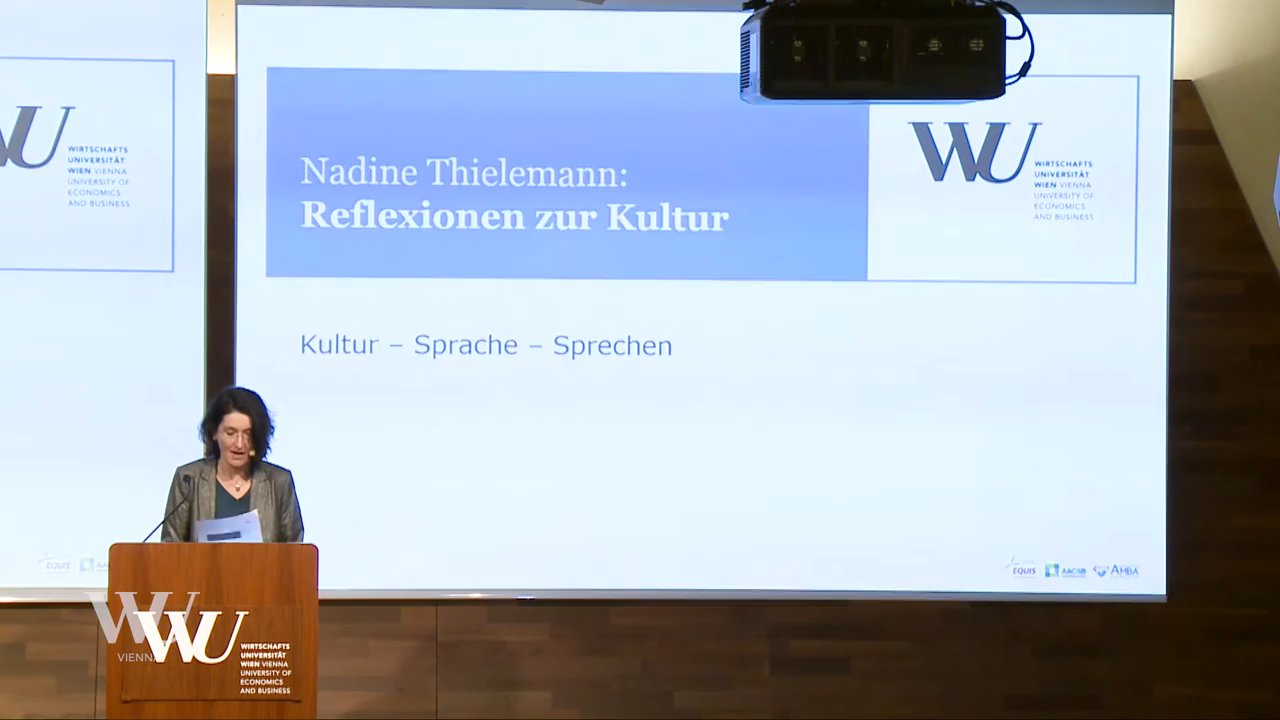 WU
WIRTSCHAFTS
UNIVERSITÄT
WIEN VIENNA
UNIVERSITY OF
ECONOMICS
AND BUSINESS
EQUIS
Nadine Thielemann:
Reflexionen zur Kultur
WU
WIRTSCHAFTS
UNIVERSITÄT
WIEN VIENNA
UNIVERSITY OF
ECONOMICS
AND BUSINESS
Kultur – Sprache – Sprechen
EQUIS
AACSB
AMBA
WU
VIENNA
WU
WIRTSCHAFTS
UNIVERSITÄT
WIEN VIENNA
UNIVERSITY OF
ECONOMICS
AND BUSINESS